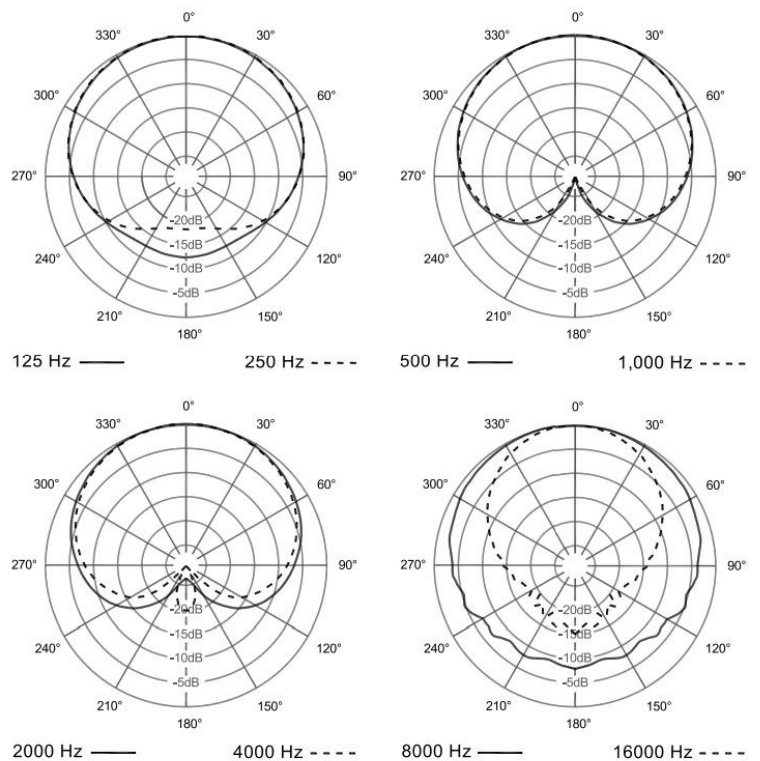 0° 0°
330° 30° 330° 30°
300° 60° 300° 60°
270° 90° 270° 90°
-20dB -20dB
-15dB -15dB
240° 120° 240° 120°
-10dB -10dB
-5dB -5dB
210° 150° 210° 150°
180° 180°
125 Hz 250 Hz 500 Hz 1,000 Hz
0° 0°
330° 30° 330° 30°
300° 60° 300° 60°
270° 90° 270° 90°
-20dB -20dB
-15dB -15dB
240° 120° 240° 120°
-10dB -10dB
-5dB -5dB
210° 150° 210° 150°
180° 180°
2000 Hz 4000 Hz 8000 Hz 16000 Hz